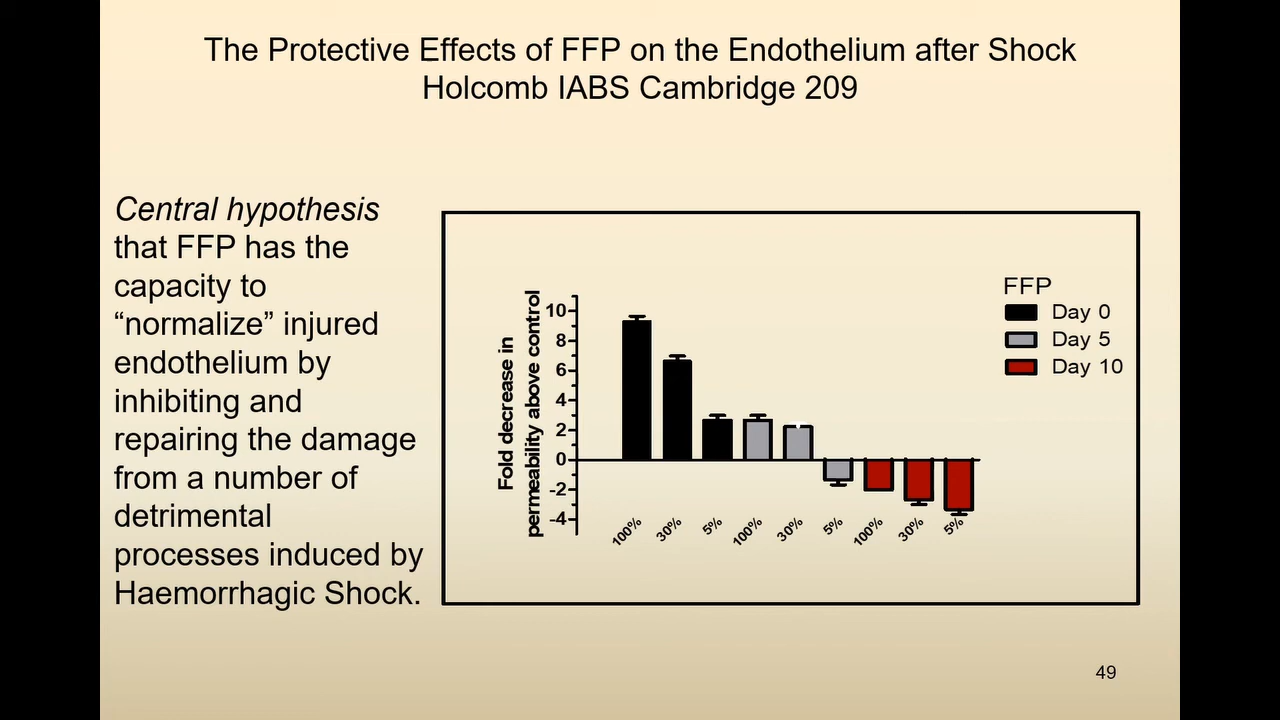 The Protective Effects of FFP on the Endothelium after Shock
Holcomb IABS Cambridge 209
Central hypothesis
that FFP has the
capacity to
“normalize” injured
endothelium by
inhibiting and
repairing the damage
from a number of
detrimental
processes induced by
Haemorrhagic Shock.
Fold decrease in
permeability above control
10
8
6
4
2
0
-2
-4
100%
30%
5%
100%
30%
5%
100%
30%
5%
FFP
Day 0
Day 5
Day 10
49